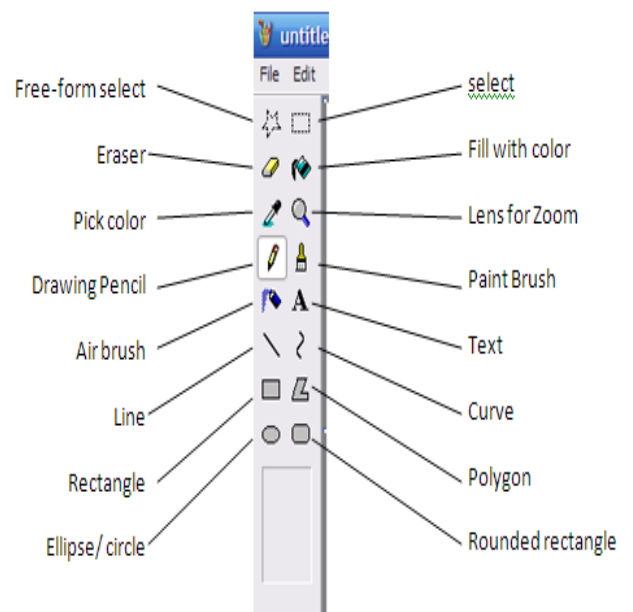 untitle
File Edit
Free-form select
select
Eraser
Fill with color
Pick color
Lens for Zoom
Drawing Pencil
Paint Brush
A
Air brush
Text
Line
Curve
Rectangle
Polygon
Ellipse/ circle
Rounded rectangle